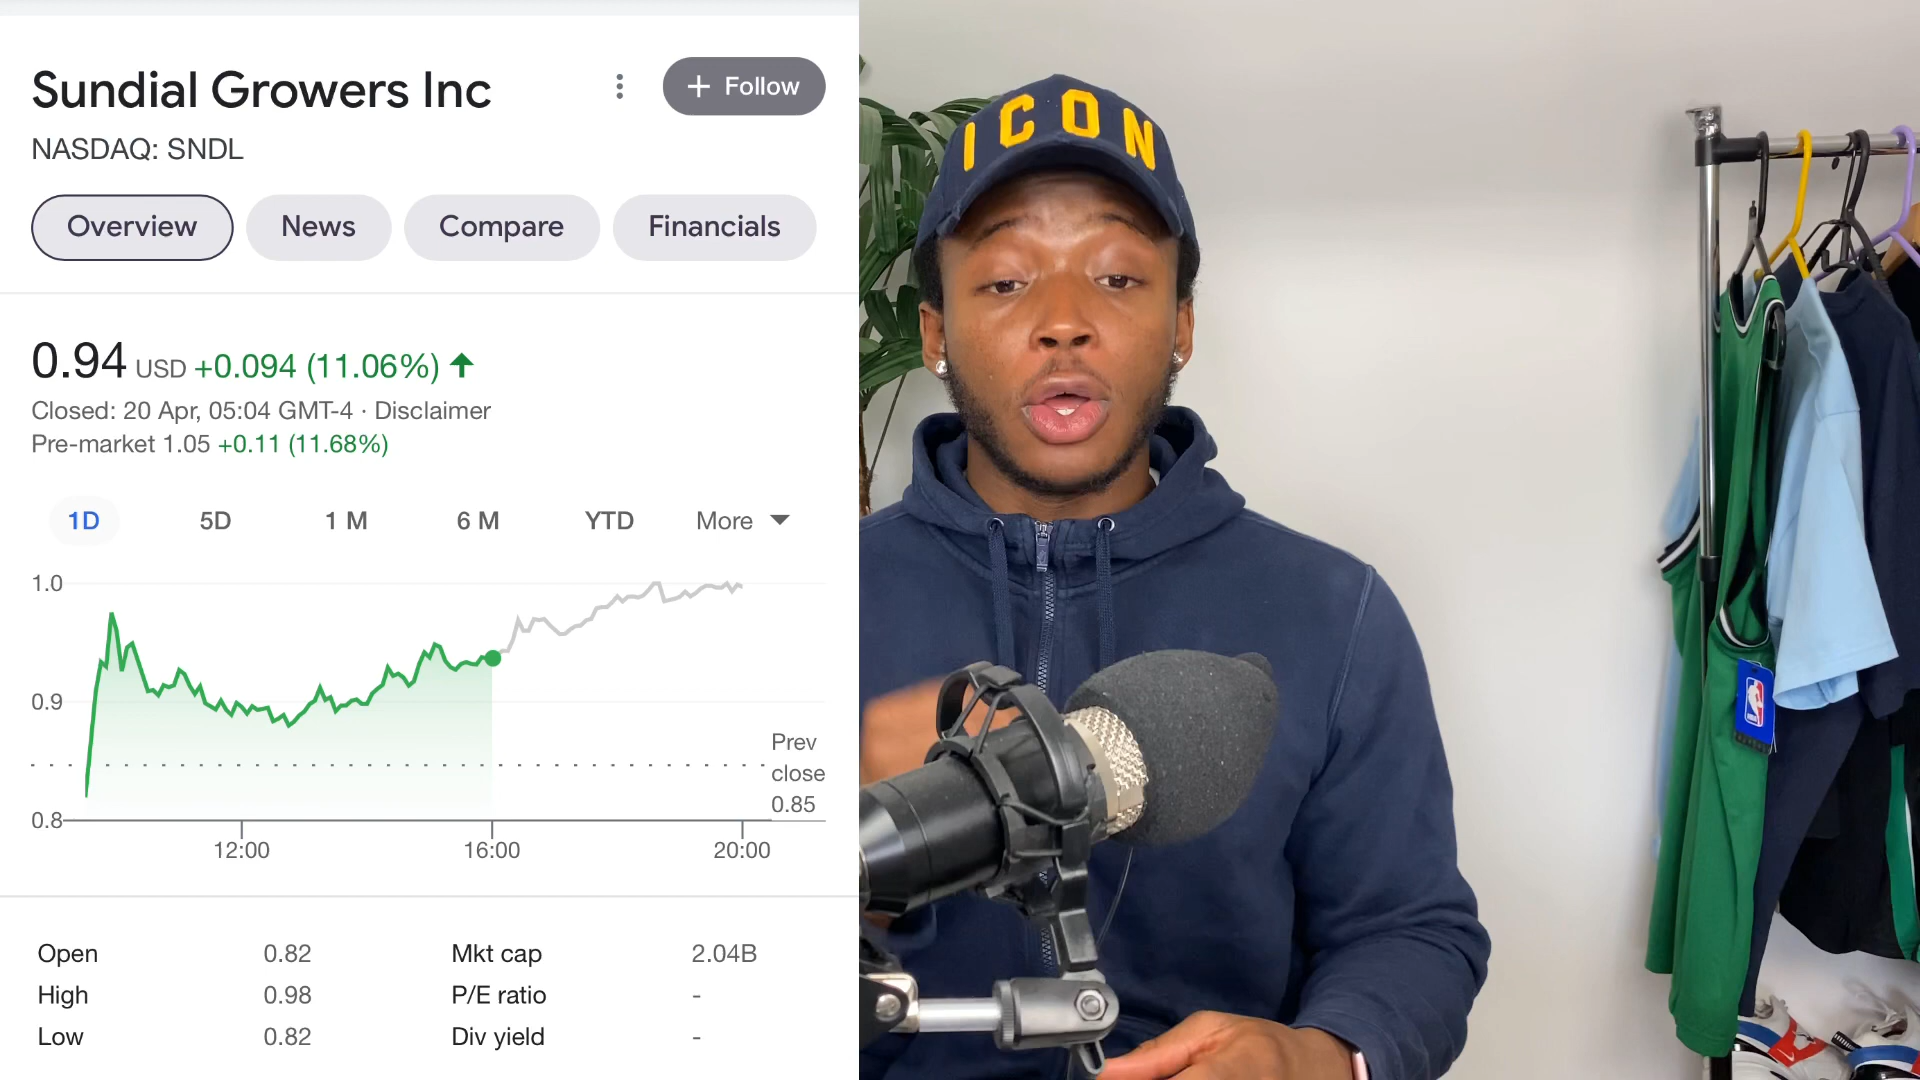 Sundial Growers Inc
+ Follow
NASDAQ: SNDL
Overview News Compare Financials
0.94 USD +0.094 (11.06%)
Closed: 20 Apr, 05:04 GMT-4 · Disclaimer
Pre-market 1.05 +0.11 (11.68%)
1D 5D 1 M 6 M YTD More
1.0
0.9
0.8
Prev
close
0.85
12:00 16:00 20:00
Open 0.82 Mkt cap 2.04B
High 0.98 P/E ratio -
Low 0.82 Div yield -
ICON
NBA